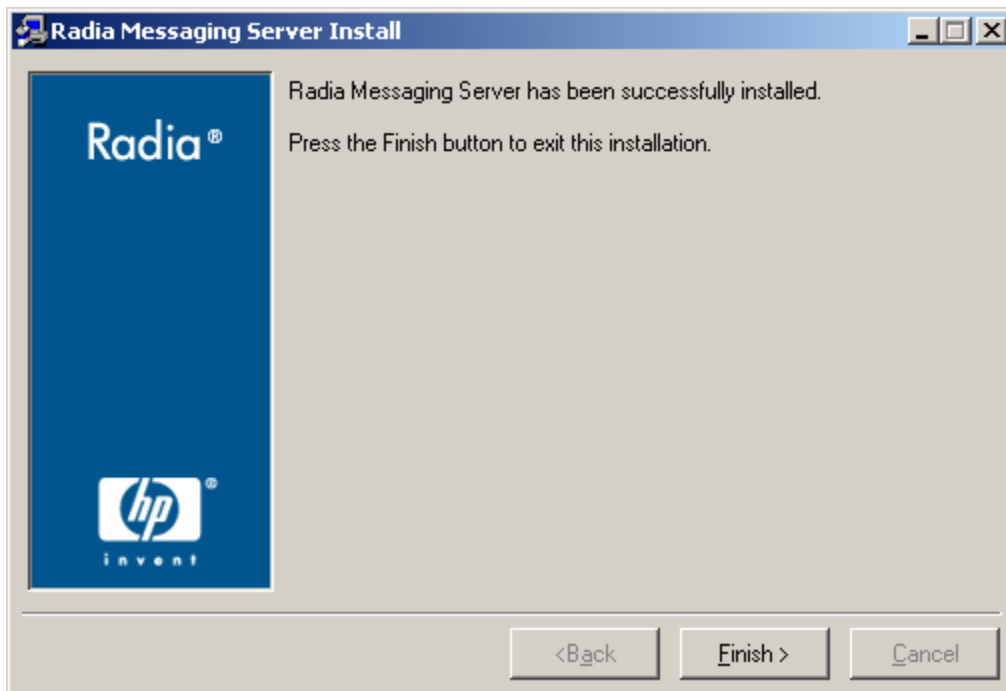 Radia Messaging Server Install
Radia Messaging Server has been successfully installed.
Press the Finish button to exit this installation.
Radia®
hp®
invent
<Back
Finish >
Cancel